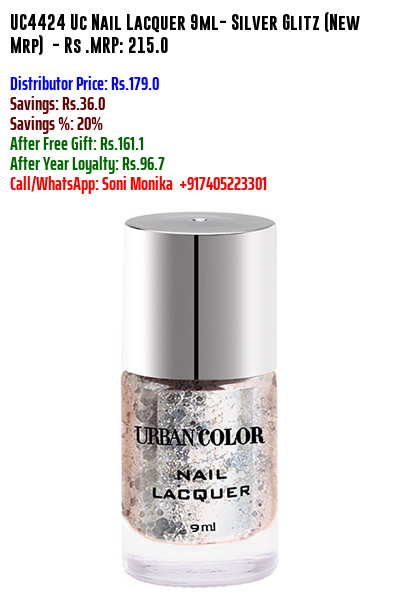 UC4424 Uc Nail Lacquer 9ml- Silver Glitz (New
Mrp) - Rs .MRP: 215.0
Distributor Price: Rs.179.0
Savings: Rs.36.0
Savings %: 20%
After Free Gift: Rs.161.1
After Year Loyalty: Rs.96.7
Call/WhatsApp: Soni Monika +917405223301
URBAN COLOR
NAIL
LACQUER
9ml